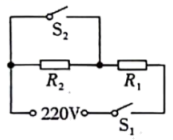 S₂
R₂ R₁
220V S₁